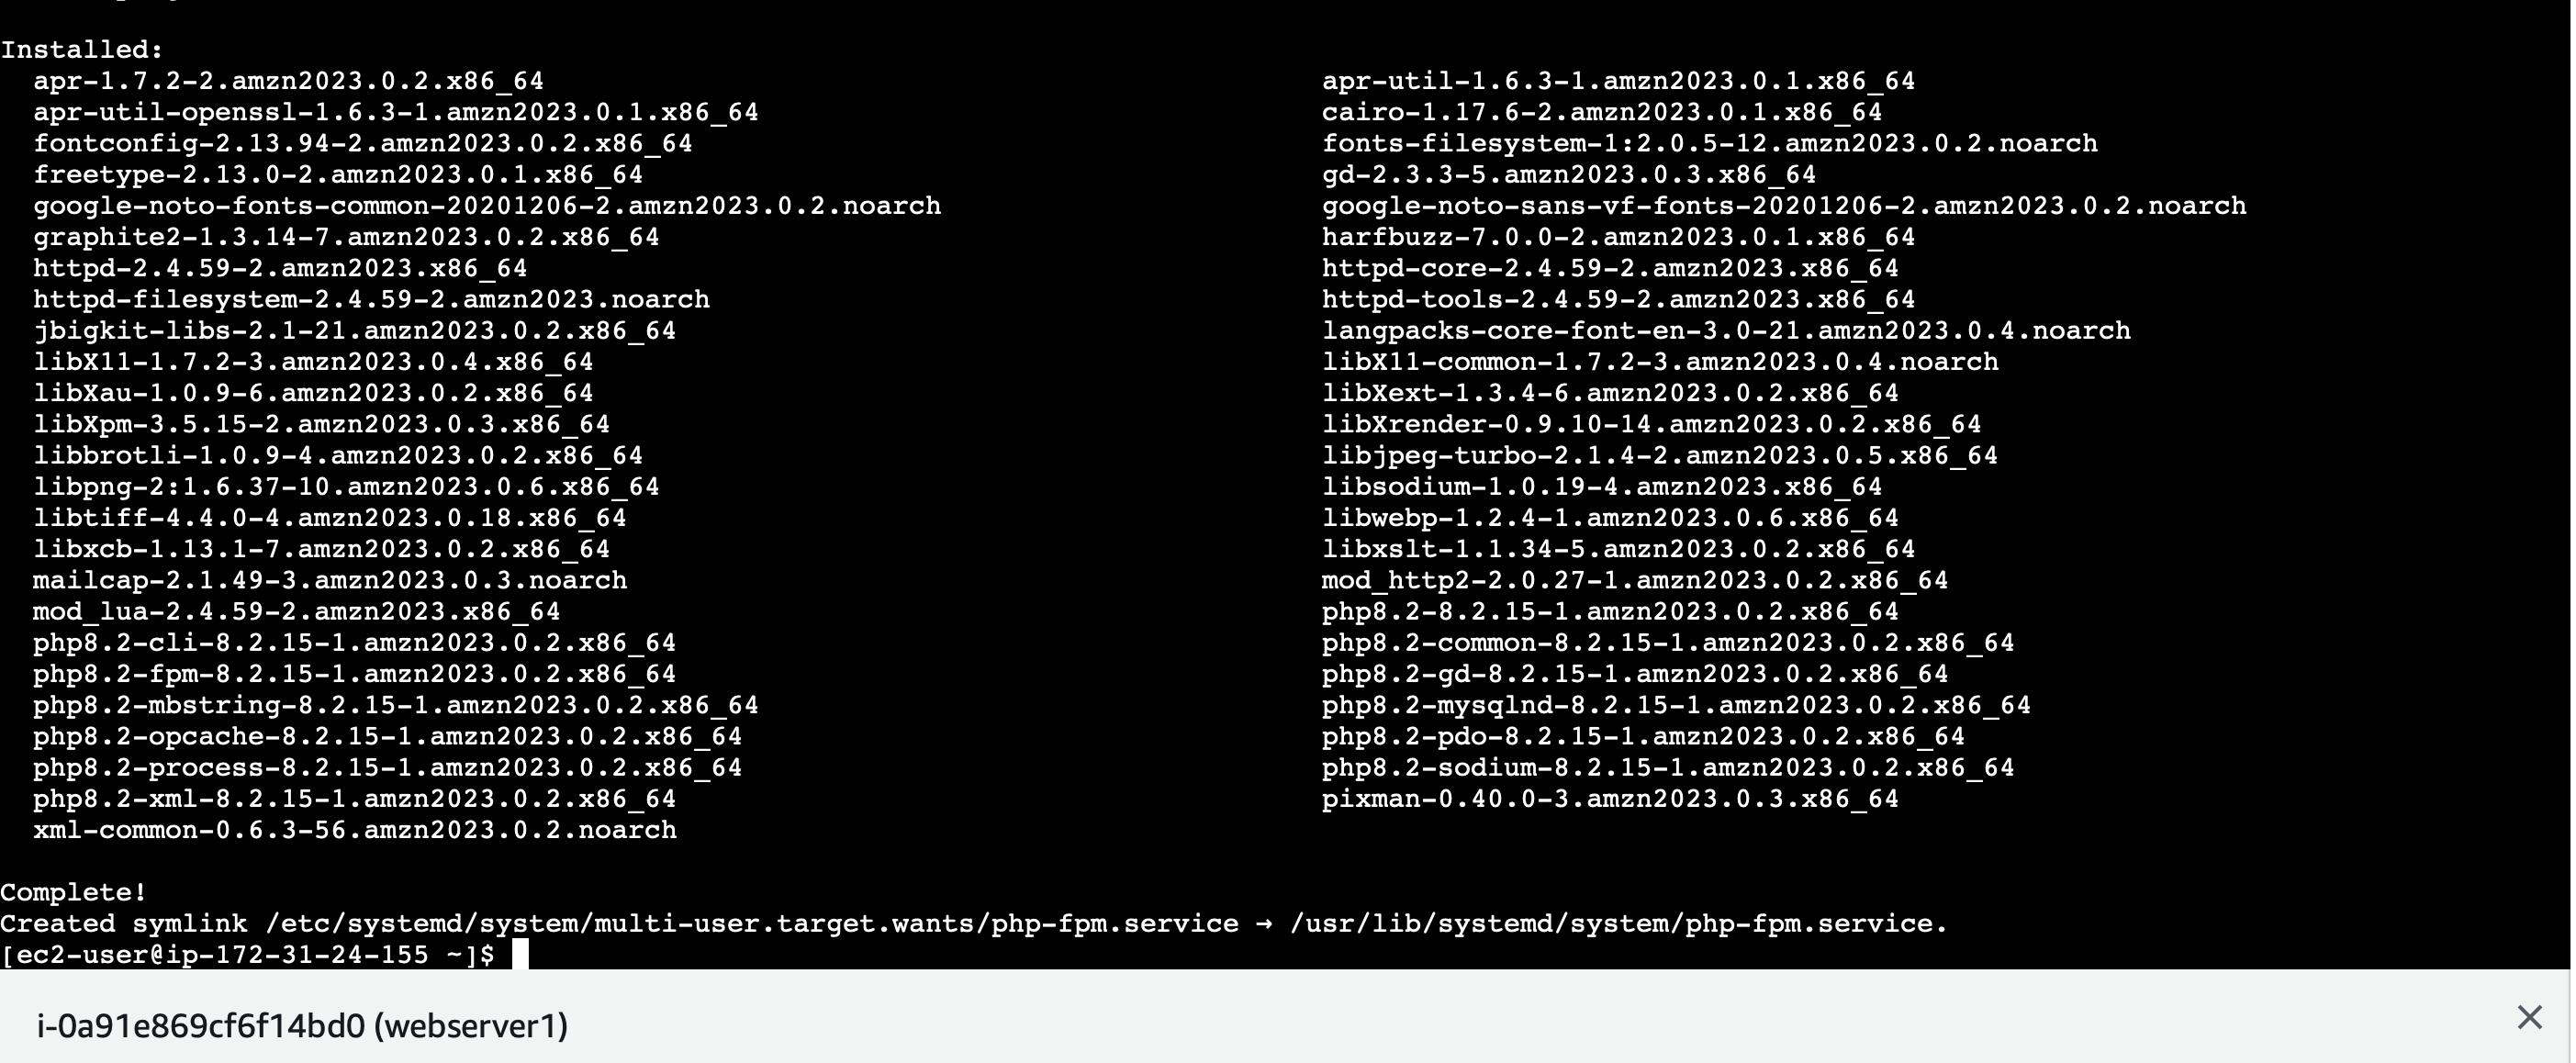 Installed:
apr-1.7.2-2.amzn2023.0.2.x86_64 apr-util-1.6.3-1.amzn2023.0.1.x86_64
apr-util-openssl-1.6.3-1.amzn2023.0.1.x86_64 cairo-1.17.6-2.amzn2023.0.1.x86_64
fontconfig-2.13.94-2.amzn2023.0.2.x86_64 fonts-filesystem-1:2.0.5-12.amzn2023.0.2.noarch
freetype-2.13.0-2.amzn2023.0.1.x86_64 gd-2.3.3-5.amzn2023.0.3.x86_64
google-noto-fonts-common-20201206-2.amzn2023.0.2.noarch google-noto-sans-vf-fonts-20201206-2.amzn2023.0.2.noarch
graphite2-1.3.14-7.amzn2023.0.2.x86_64 harfbuzz-7.0.0-2.amzn2023.0.1.x86_64
httpd-2.4.59-2.amzn2023.x86_64 httpd-core-2.4.59-2.amzn2023.x86_64
httpd-filesystem-2.4.59-2.amzn2023.noarch httpd-tools-2.4.59-2.amzn2023.x86_64
jbigkit-libs-2.1-21.amzn2023.0.2.x86_64 langpacks-core-font-en-3.0-21.amzn2023.0.4.noarch
libX11-1.7.2-3.amzn2023.0.4.x86_64 libX11-common-1.7.2-3.amzn2023.0.4.noarch
libXau-1.0.9-6.amzn2023.0.2.x86_64 libXext-1.3.4-6.amzn2023.0.2.x86_64
libXpm-3.5.15-2.amzn2023.0.3.x86_64 libXrender-0.9.10-14.amzn2023.0.2.x86_64
libbrotli-1.0.9-4.amzn2023.0.2.x86_64 libjpeg-turbo-2.1.4-2.amzn2023.0.5.x86_64
libpng-2:1.6.37-10.amzn2023.0.6.x86_64 libsodium-1.0.19-4.amzn2023.x86_64
libtiff-4.4.0-4.amzn2023.0.18.x86_64 libwebp-1.2.4-1.amzn2023.0.6.x86_64
libxcb-1.13.1-7.amzn2023.0.2.x86_64 libxslt-1.1.34-5.amzn2023.0.2.x86_64
mailcap-2.1.49-3.amzn2023.0.3.noarch mod_http2-2.0.27-1.amzn2023.0.2.x86_64
mod_lua-2.4.59-2.amzn2023.x86_64 php8.2-8.2.15-1.amzn2023.0.2.x86_64
php8.2-cli-8.2.15-1.amzn2023.0.2.x86_64 php8.2-common-8.2.15-1.amzn2023.0.2.x86_64
php8.2-fpm-8.2.15-1.amzn2023.0.2.x86_64 php8.2-gd-8.2.15-1.amzn2023.0.2.x86_64
php8.2-mbstring-8.2.15-1.amzn2023.0.2.x86_64 php8.2-mysqlnd-8.2.15-1.amzn2023.0.2.x86_64
php8.2-opcache-8.2.15-1.amzn2023.0.2.x86_64 php8.2-pdo-8.2.15-1.amzn2023.0.2.x86_64
php8.2-process-8.2.15-1.amzn2023.0.2.x86_64 php8.2-sodium-8.2.15-1.amzn2023.0.2.x86_64
php8.2-xml-8.2.15-1.amzn2023.0.2.x86_64 pixman-0.40.0-3.amzn2023.0.3.x86_64
xml-common-0.6.3-56.amzn2023.0.2.noarch
Complete!
Created symlink /etc/systemd/system/multi-user.target.wants/php-fpm.service → /usr/lib/systemd/system/php-fpm.service.
[ec2-user@ip-172-31-24-155 ~]$
i-0a91e869cf6f14bd0 (webserver1)